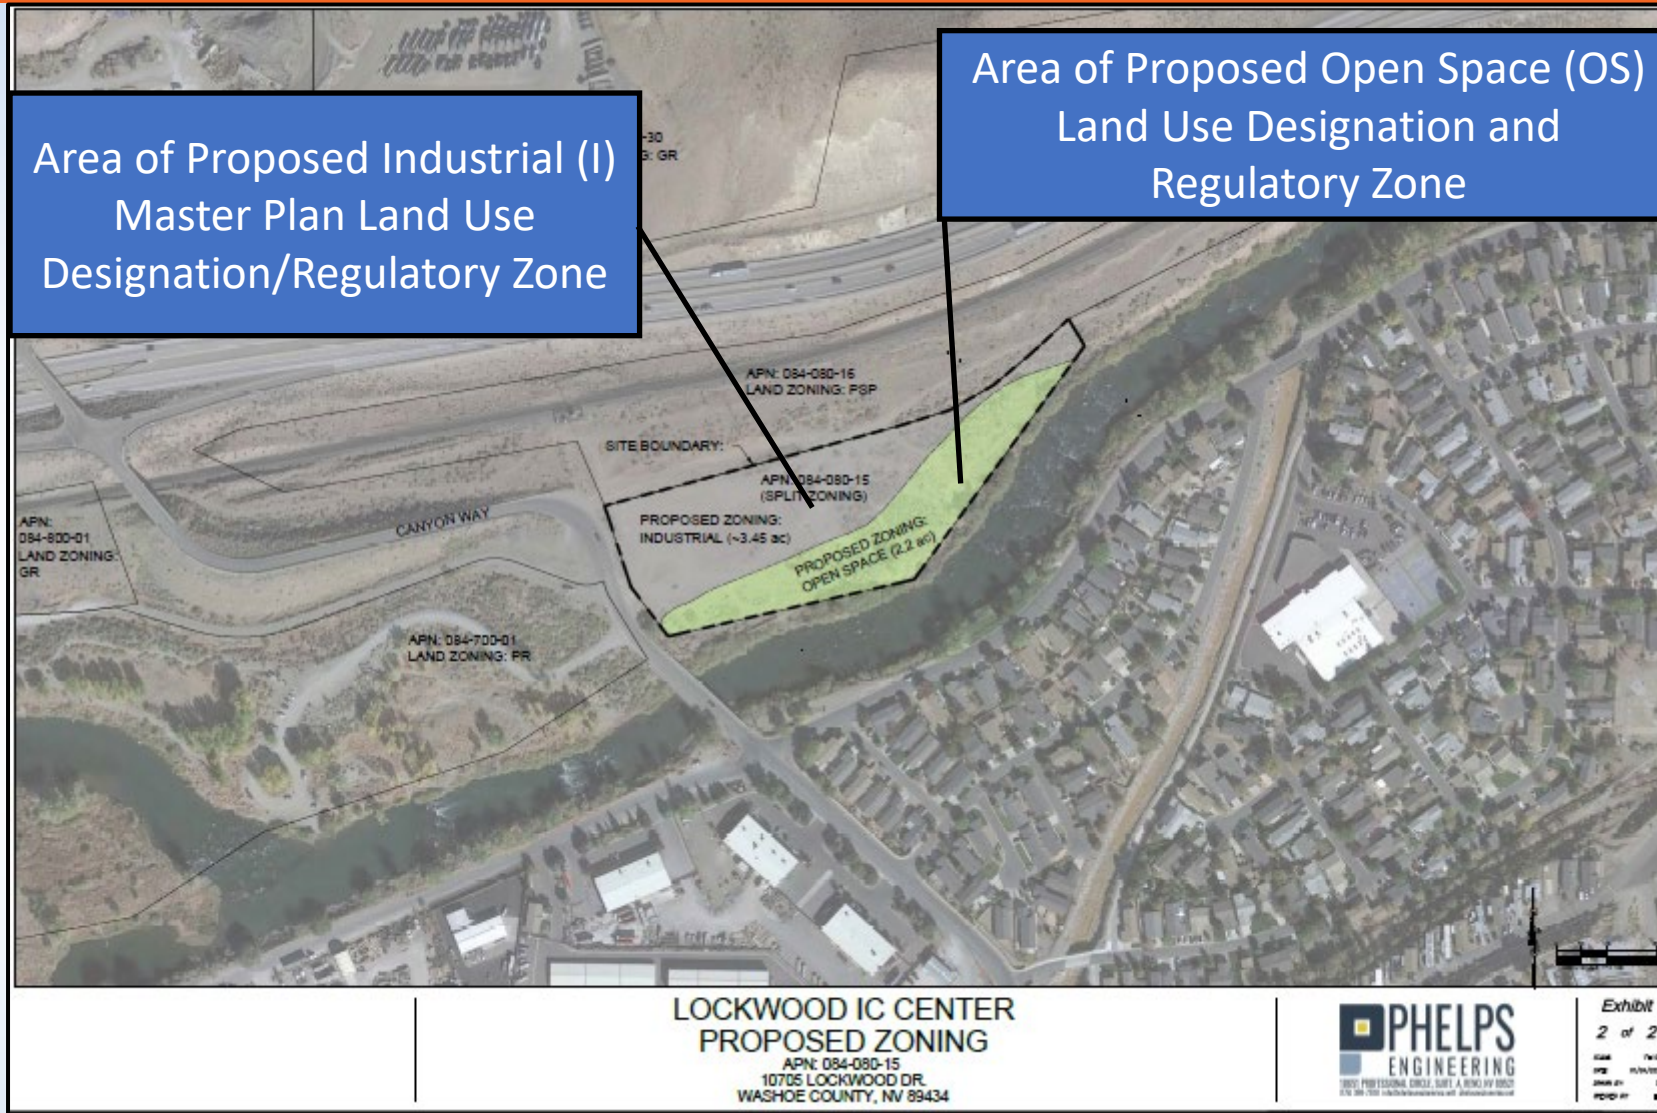 Area of Proposed Industrial (I)
Master Plan Land Use
Designation/Regulatory Zone
Area of Proposed Open Space (OS)
Land Use Designation and
Regulatory Zone
-30
: GR
APN: 084-080-16
LAND ZONING: PSP
SITE BOUNDARY:
APN: 084-080-15
(SPLIT ZONING)
PROPOSED ZONING:
INDUSTRIAL (~3.45 ac)
PROPOSED ZONING:
OPEN SPACE (2.2 ac)
CANYON WAY
APN:
084-800-01
LAND ZONING:
GR
APN: 084-700-01
LAND ZONING: PR
LOCKWOOD IC CENTER
PROPOSED ZONING
APN: 084-080-15
10705 LOCKWOOD DR.
WASHOE COUNTY, NV 89434
PHELPS
ENGINEERING
Exhibit
2 of 2